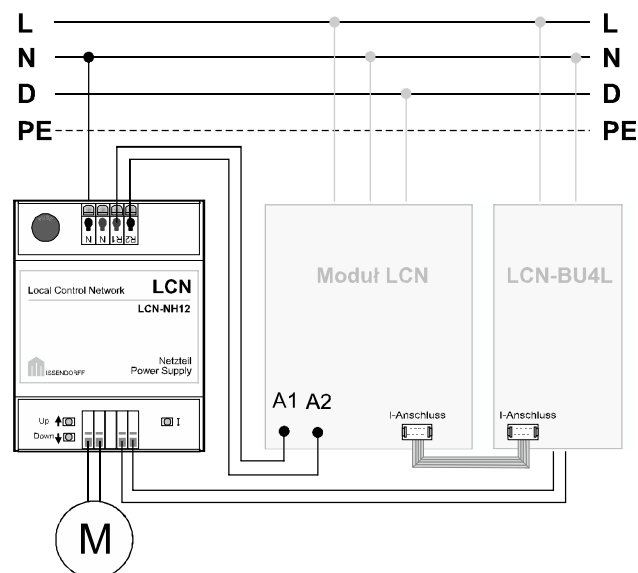 L L
N N
D D
PE PE
N N R1 R2
Local Control Network LCN
LCN-NH12
ISSENDORFF
Netzteil
Power Supply
Up I
Down
M
Moduł LCN
A1 A2
I-Anschluss
LCN-BU4L
I-Anschluss